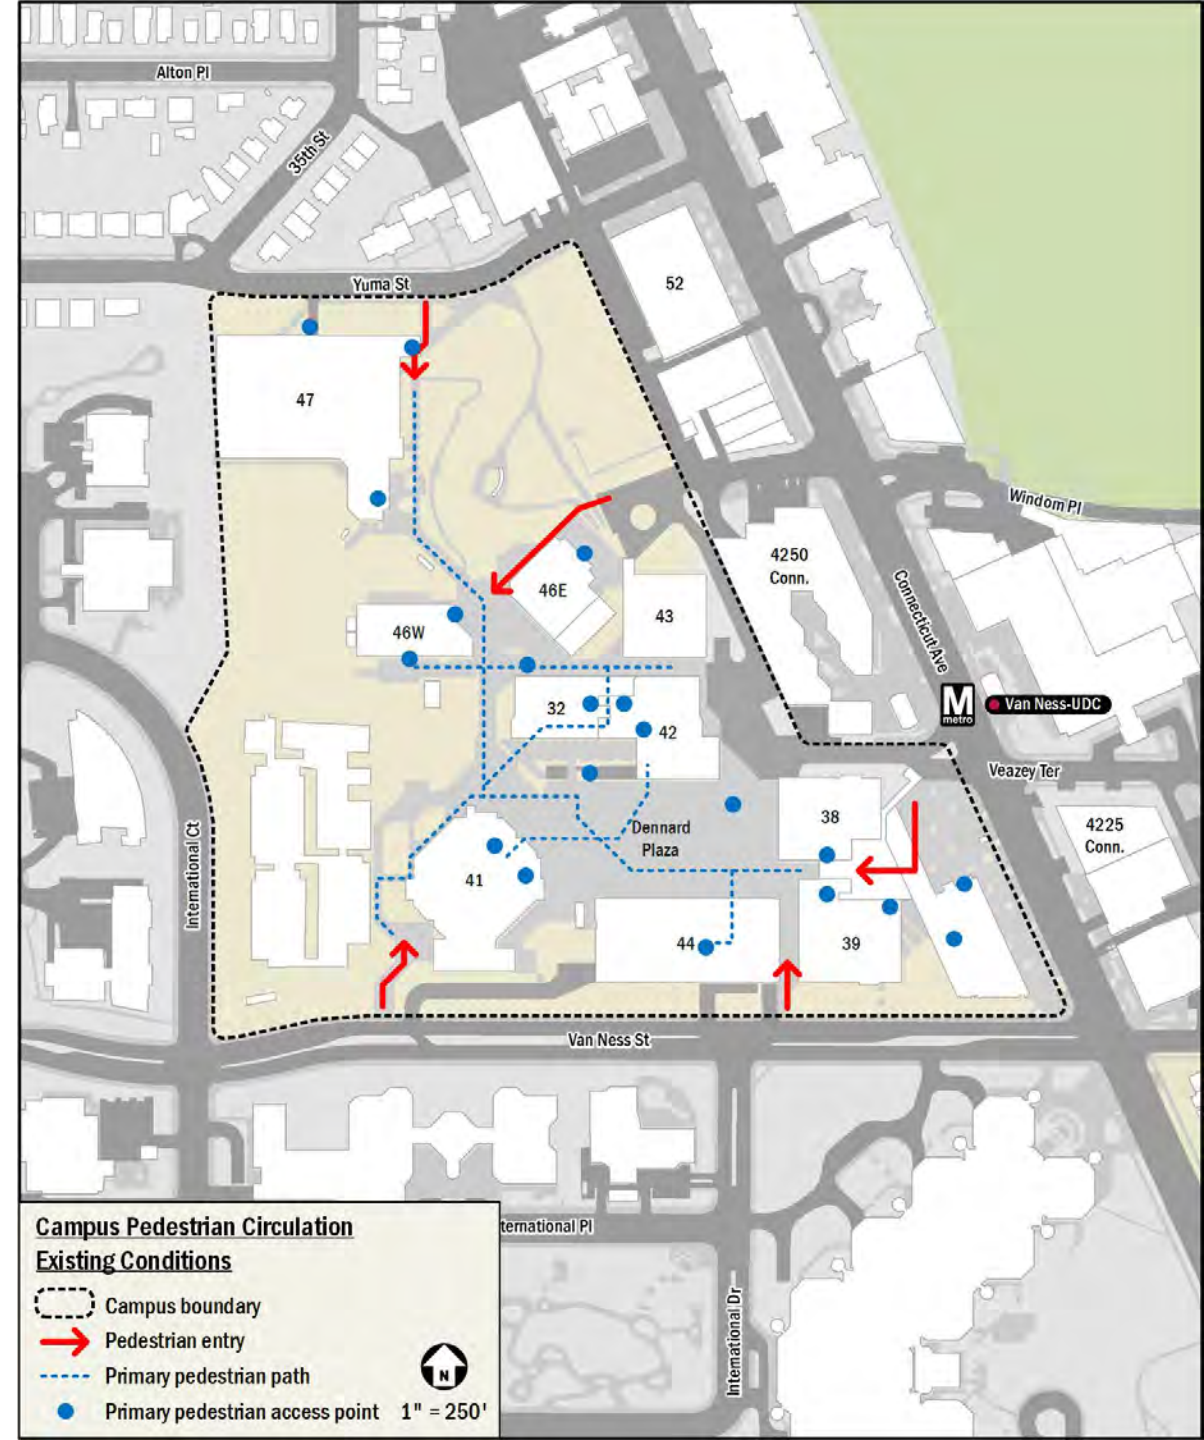 Alton Pl
35th St
Yuma St
52
47
Windom Pl
4250
Conn.
46E
43
46W
Connecticut Ave
M
metro
Van Ness-UDC
32
42
Veazey Ter
38
4225
Conn.
Dennard
Plaza
International Ct
41
44
39
Van Ness St
ternational Pl
International Dr
Campus Pedestrian Circulation
Existing Conditions
Campus boundary
Pedestrian entry
Primary pedestrian path
Primary pedestrian access point
N
1" = 250'